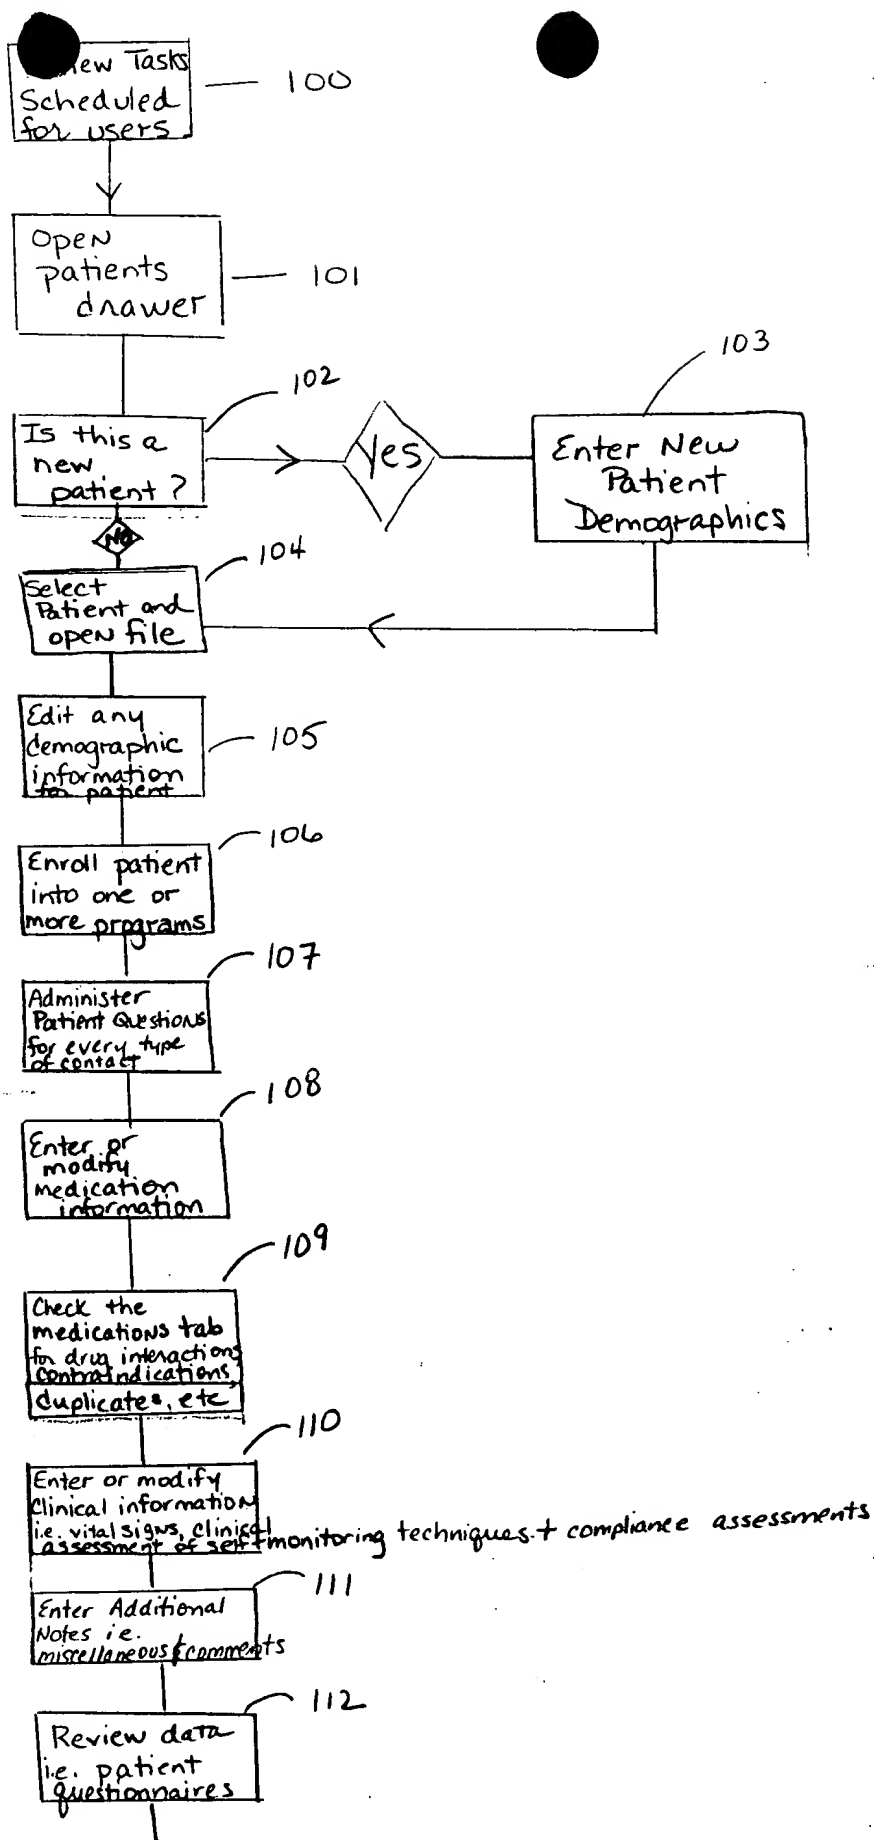 Tasks
Scheduled
for users
100
Open
patients
drawer
101
102
103
Is this a
new
patient?
Yes
Enter New
Patient
Demographics
No
104
Select
Patient and
open file
Edit any
demographic
information
for patient
105
106
Enroll patient
into one or
more programs
107
Administer
Patient Questions
for every type
of contact
108
Enter or
modify
medication
information
109
Check the
medications tab
for drug interactions,
contraindications,
duplicates, etc
110
Enter or modify
Clinical information
i.e. vital signs, clinical
assessment of self-monitoring techniques + compliance assessments
111
Enter Additional
Notes i.e.
miscellaneous & comments
112
Review data
i.e. patient
questionnaires